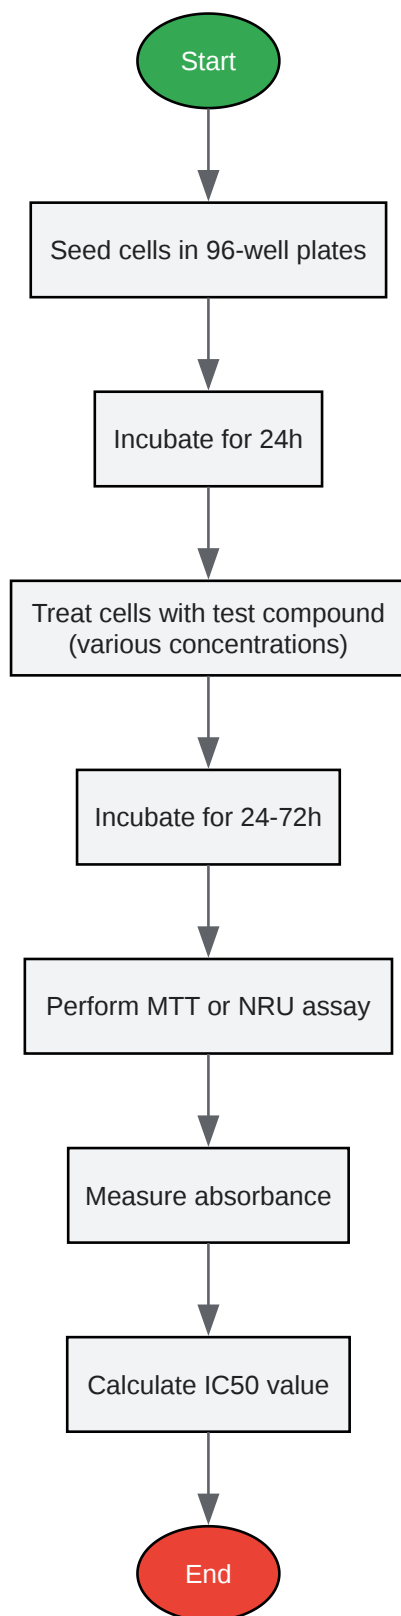 Start
Seed cells in 96-well plates
Incubate for 24h
Treat cells with test compound
(various concentrations)
Incubate for 24-72h
Perform MTT or NRU assay
Measure absorbance
Calculate IC50 value
End